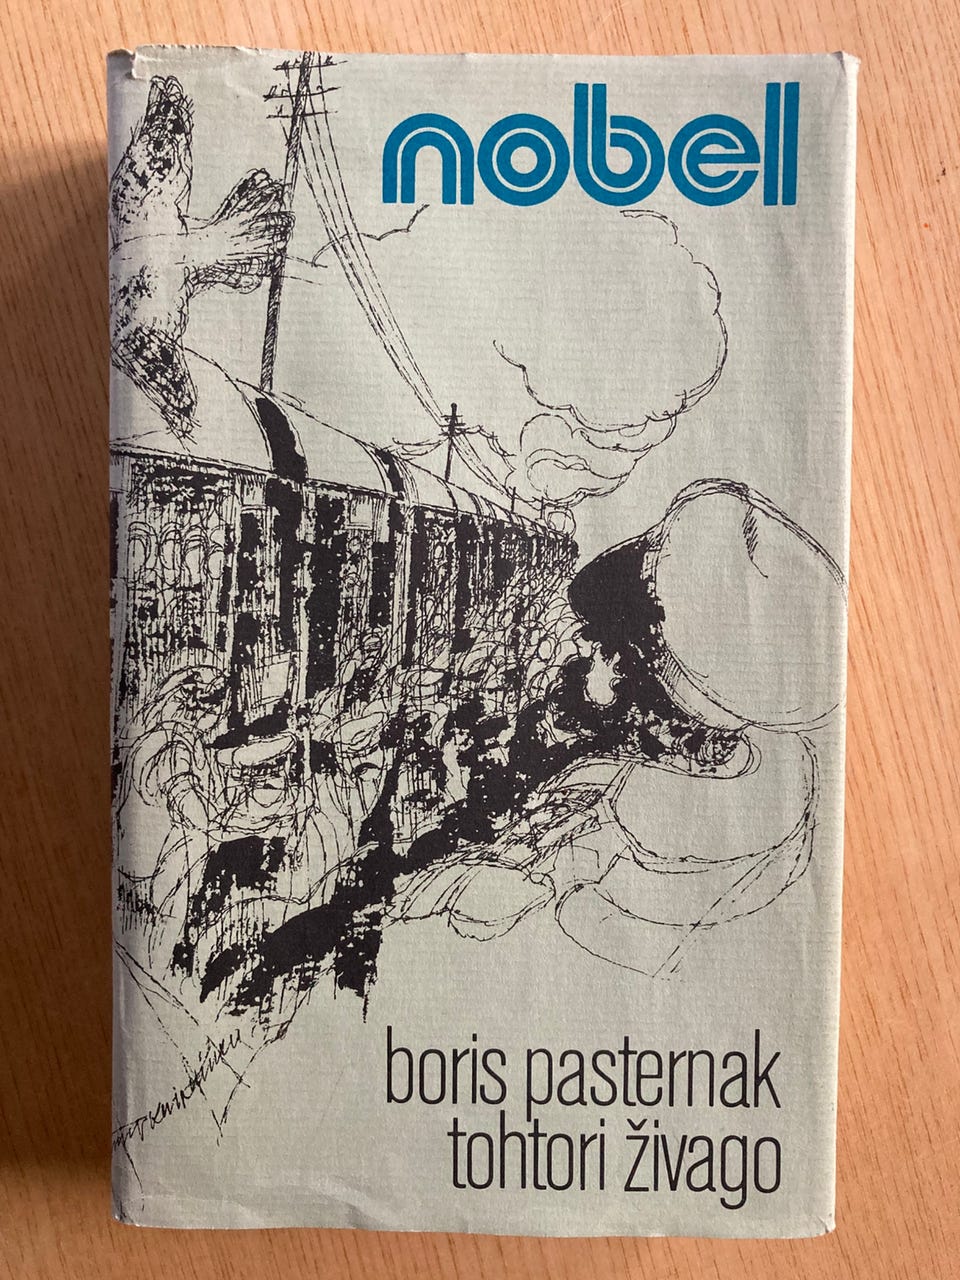 nobel
boris pasternak
tohtori živago